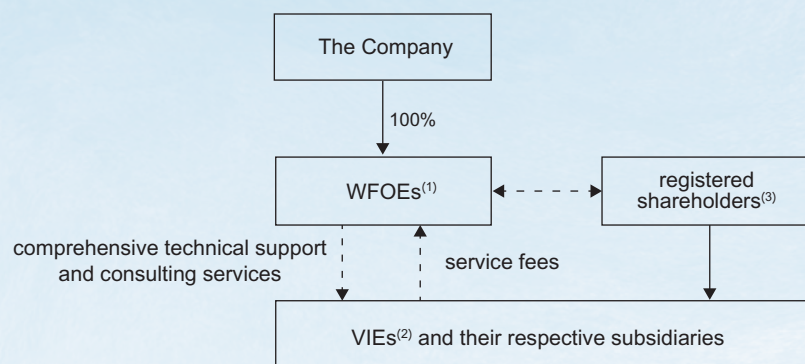 The Company
100%
WFOEs(1)
registered
shareholders(3)
comprehensive technical support
and consulting services
service fees
VIEs(2) and their respective subsidiaries